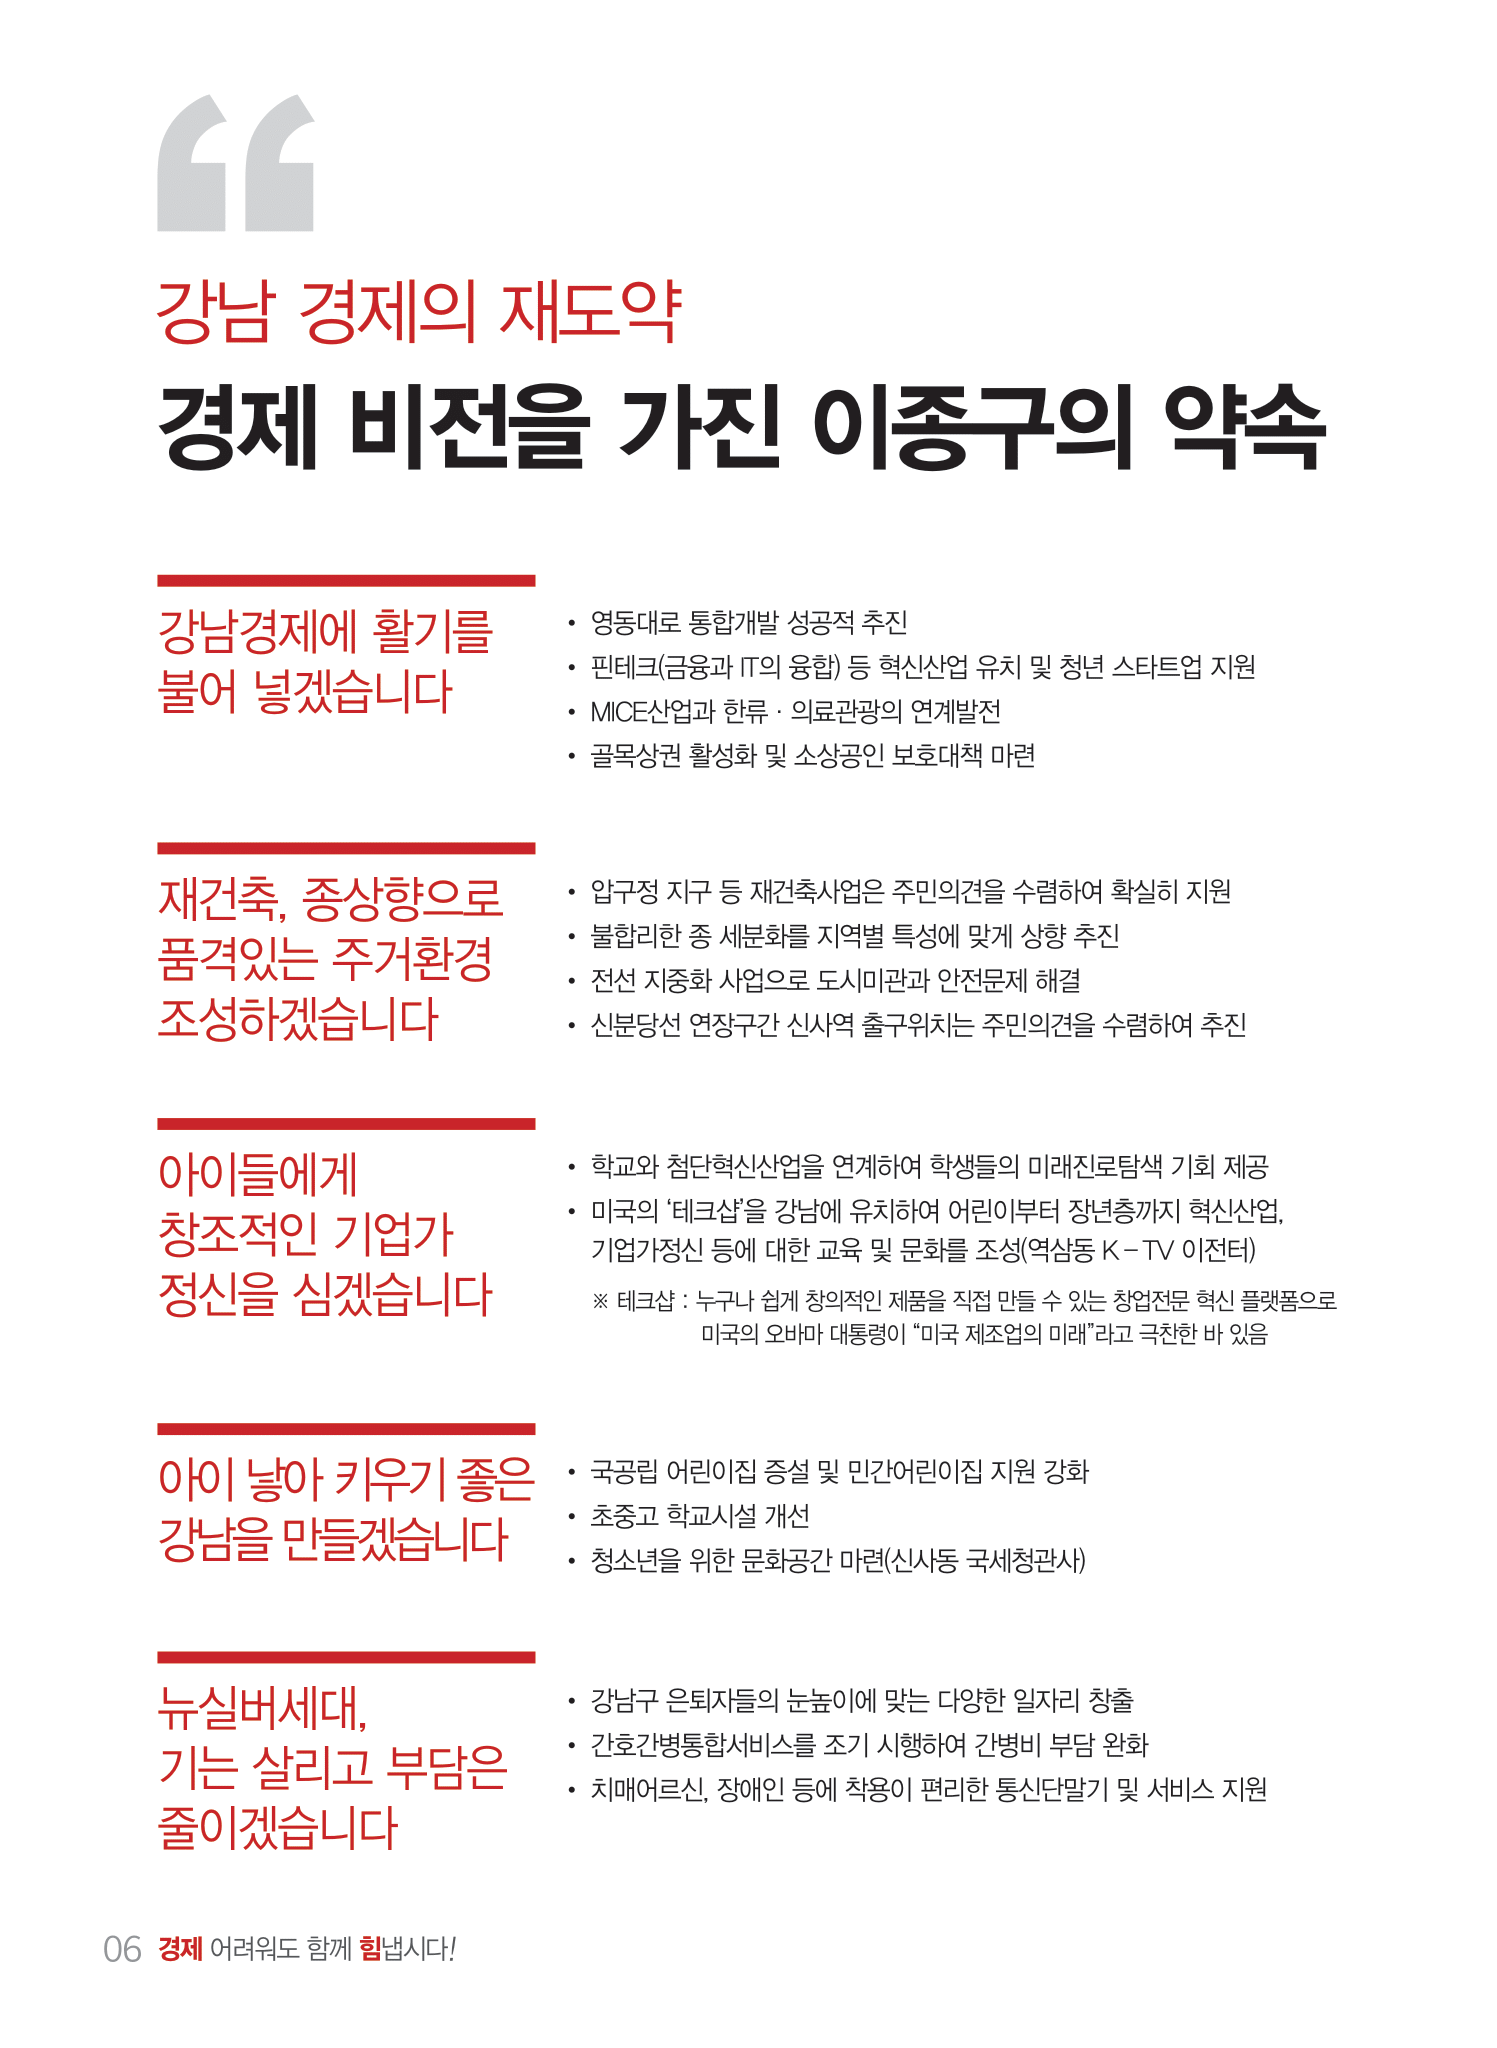 “
강남 경제의 재도약
경제 비전을 가진 이종구의 약속
강남경제에 활기를
불어 넣겠습니다
• 영동대로 통합개발 성공적 추진
• 핀테크(금융과 IT의 융합) 등 혁신산업 유치 및 청년 스타트업 지원
• MICE산업과 한류 · 의료관광의 연계발전
• 골목상권 활성화 및 소상공인 보호대책 마련
재건축, 종상향으로
품격있는 주거환경
조성하겠습니다
• 압구정 지구 등 재건축사업은 주민의견을 수렴하여 확실히 지원
• 불합리한 종 세분화를 지역별 특성에 맞게 상향 추진
• 전선 지중화 사업으로 도시미관과 안전문제 해결
• 신분당선 연장구간 신사역 출구위치는 주민의견을 수렴하여 추진
아이들에게
창조적인 기업가
정신을 심겠습니다
• 학교와 첨단혁신산업을 연계하여 학생들의 미래진로탐색 기회 제공
• 미국의 ‘테크샵’을 강남에 유치하여 어린이부터 장년층까지 혁신산업,
기업가정신 등에 대한 교육 및 문화를 조성(역삼동 K – TV 이전터)
※ 테크샵 : 누구나 쉽게 창의적인 제품을 직접 만들 수 있는 창업전문 혁신 플랫폼으로
미국의 오바마 대통령이 “미국 제조업의 미래”라고 극찬한 바 있음
아이 낳아 키우기 좋은
강남을 만들겠습니다
• 국공립 어린이집 증설 및 민간어린이집 지원 강화
• 초중고 학교시설 개선
• 청소년을 위한 문화공간 마련(신사동 국세청관사)
뉴실버세대,
기는 살리고 부담은
줄이겠습니다
• 강남구 은퇴자들의 눈높이에 맞는 다양한 일자리 창출
• 간호간병통합서비스를 조기 시행하여 간병비 부담 완화
• 치매어르신, 장애인 등에 착용이 편리한 통신단말기 및 서비스 지원
06 경제 어려워도 함께 힘냅시다!